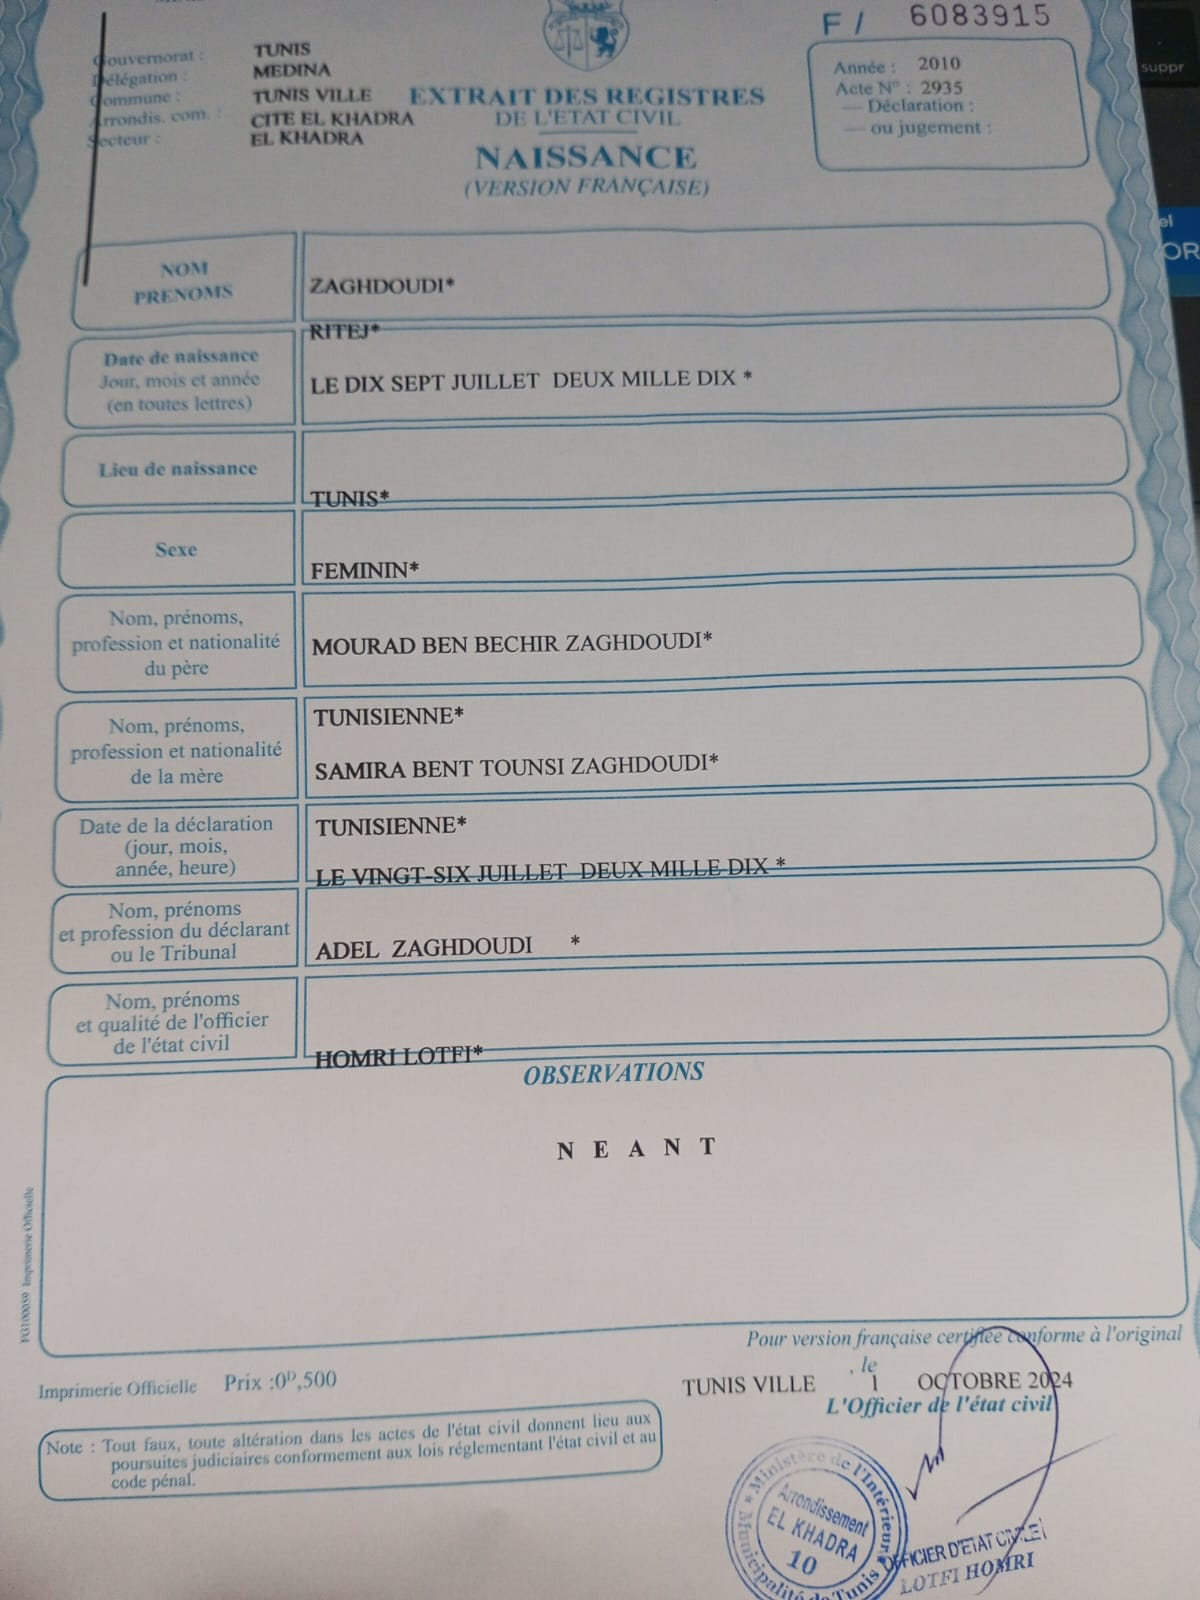 F / 6083915
Gouvernorat : TUNIS
Délégation : MEDINA
Commune : TUNIS VILLE
Arrondis. com. : CITE EL KHADRA
Secteur : EL KHADRA
EXTRAIT DES REGISTRES
DE L'ETAT CIVIL
NAISSANCE
(VERSION FRANÇAISE)
Année : 2010
Acte N° : 2935
— Déclaration :
— ou jugement :
suppr
el
OR
NOM
PRENOMS
ZAGHDOUDI*
RITEJ*
Date de naissance
Jour, mois et année
(en toutes lettres)
LE DIX SEPT JUILLET DEUX MILLE DIX *
Lieu de naissance
TUNIS*
Sexe
FEMININ*
Nom, prénoms,
profession et nationalité
du père
MOURAD BEN BECHIR ZAGHDOUDI*
TUNISIENNE*
Nom, prénoms,
profession et nationalité
de la mère
SAMIRA BENT TOUNSI ZAGHDOUDI*
TUNISIENNE*
Date de la déclaration
(jour, mois,
année, heure)
LE VINGT-SIX JUILLET DEUX MILLE DIX *
Nom, prénoms
et profession du déclarant
ou le Tribunal
ADEL ZAGHDOUDI *
Nom, prénoms
et qualité de l'officier
de l'état civil
HOMRI LOTFI*
OBSERVATIONS
N E A N T
FG100059 Imprimerie Officielle
Pour version française certifiée conforme à l'original
Imprimerie Officielle Prix :0ᴰ,500
TUNIS VILLE , le 1 OCTOBRE 2024
L'Officier de l'état civil
Note : Tout faux, toute altération dans les actes de l'état civil donnent lieu aux
poursuites judiciaires conformement aux lois réglementant l'état civil et au
code pénal.
Ministère de l'Intérieur
Municipalité de Tunis
Arrondissement
EL KHADRA
10
OFFICIER D'ETAT CIVIL
LOTFI HOMRI